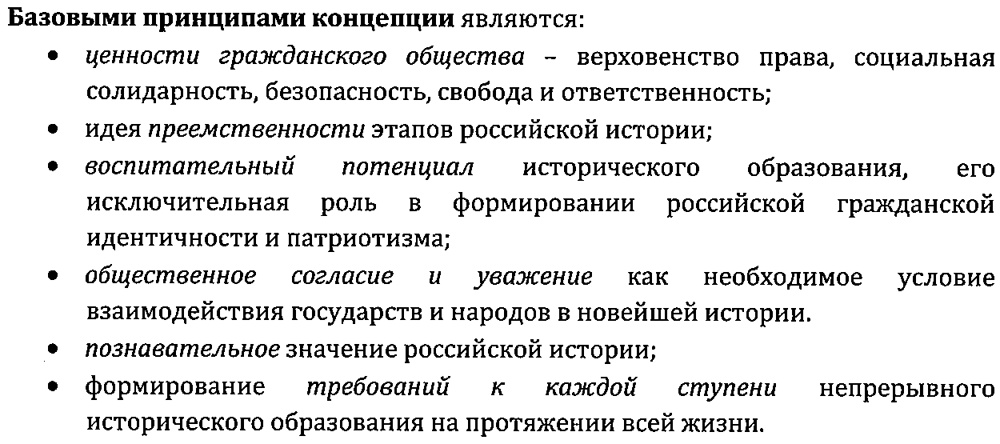 Базовыми принципами концепции являются:
• ценности гражданского общества – верховенство права, социальная
солидарность, безопасность, свобода и ответственность;
• идея преемственности этапов российской истории;
• воспитательный потенциал исторического образования, его
исключительная роль в формировании российской гражданской
идентичности и патриотизма;
• общественное согласие и уважение как необходимое условие
взаимодействия государств и народов в новейшей истории.
• познавательное значение российской истории;
• формирование требований к каждой ступени непрерывного
исторического образования на протяжении всей жизни.